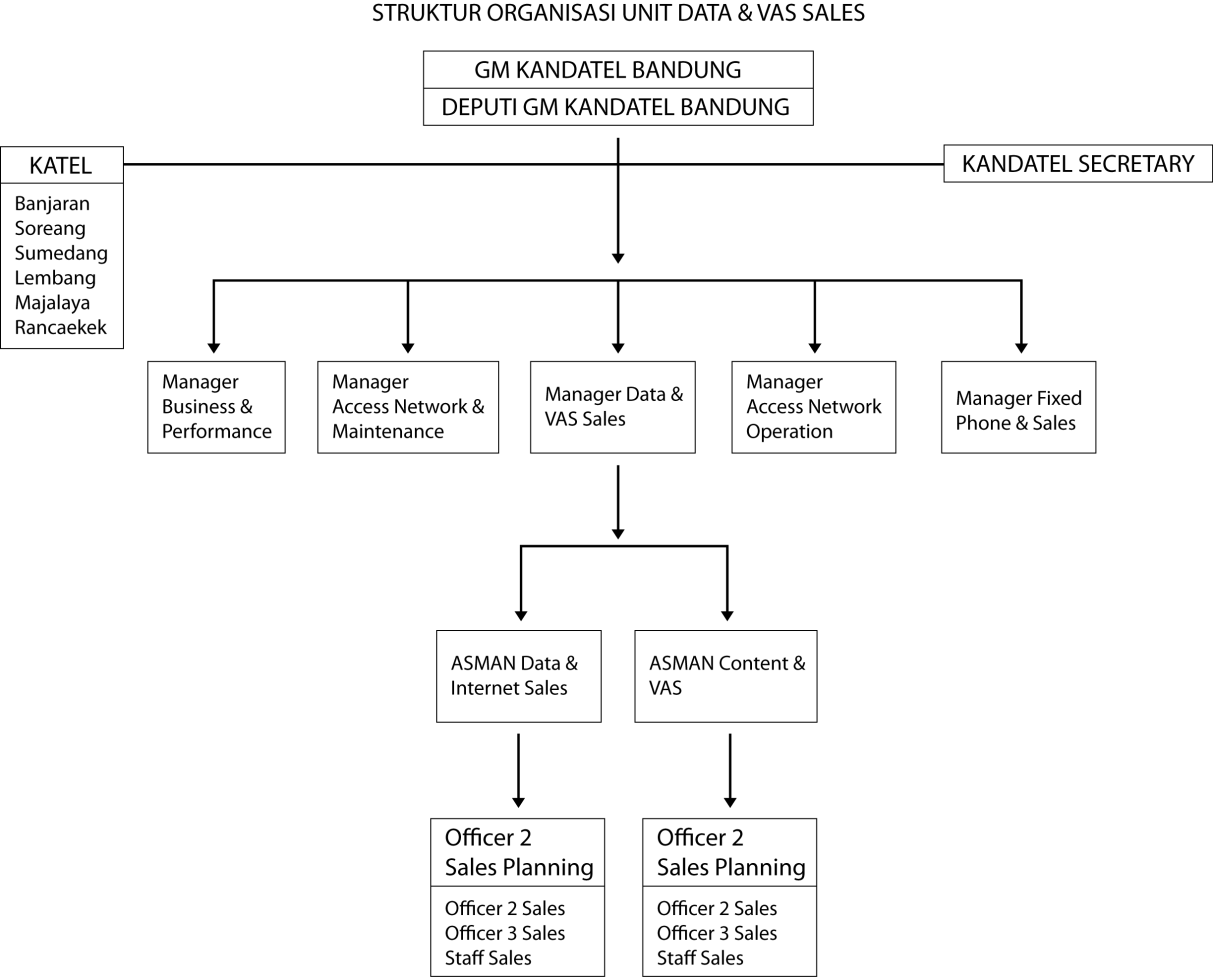 STRUKTUR ORGANISASI UNIT DATA & VAS SALES
GM KANDATEL BANDUNG
DEPUTI GM KANDATEL BANDUNG
KATEL
Banjaran
Soreang
Sumedang
Lembang
Majalaya
Rancaekek
KANDATEL SECRETARY
Manager
Business &
Performance
Manager
Access Network &
Maintenance
Manager Data &
VAS Sales
Manager
Access Network
Operation
Manager Fixed
Phone & Sales
ASMAN Data &
Internet Sales
ASMAN Content &
VAS
Officer 2
Sales Planning
Officer 2 Sales
Officer 3 Sales
Staff Sales
Officer 2
Sales Planning
Officer 2 Sales
Officer 3 Sales
Staff Sales